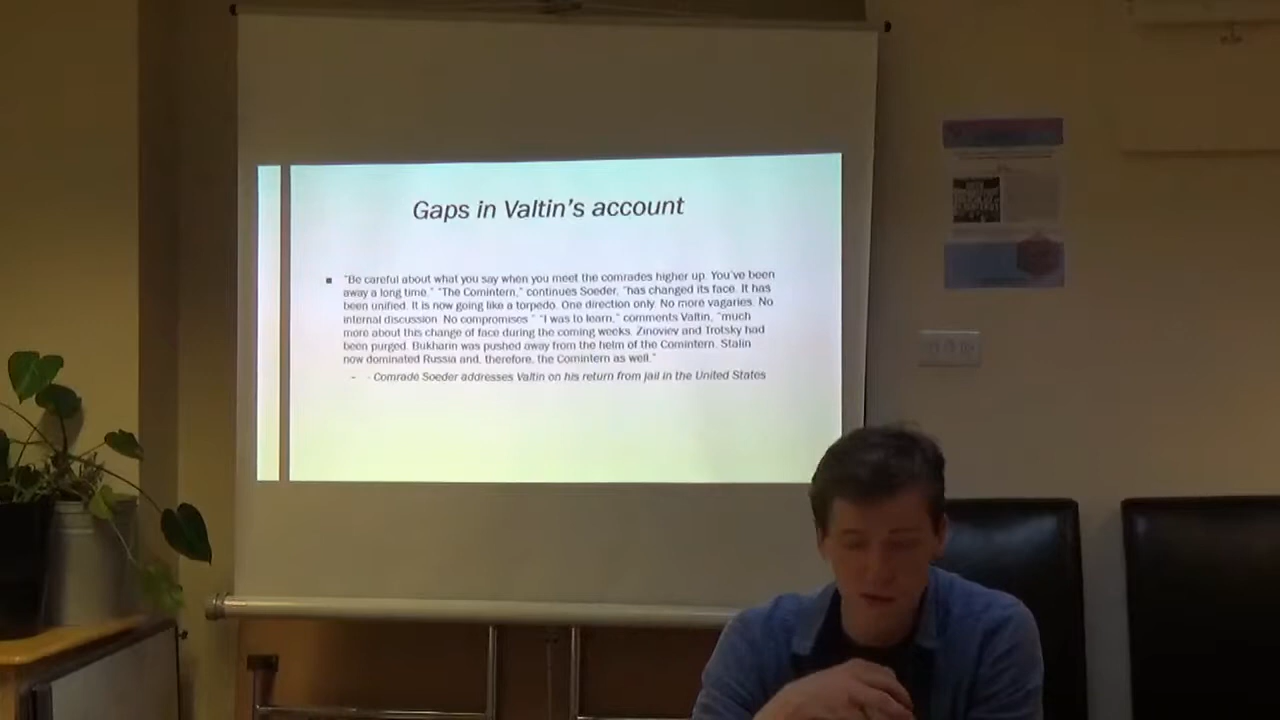 Gaps in Valtin's account
"Be careful about what you say when you meet the comrades higher up. You've been
away a long time." "The Comintern," continues Soeder, "has changed its face. It has
been unified. It is now going like a torpedo. One direction only. No more vagaries. No
internal discussion. No compromises." "I was to learn," comments Valtin, "much
more about this change of face during the coming weeks. Zinoviev and Trotsky had
been purged. Bukharin was pushed away from the helm of the Comintern. Stalin
now dominated Russia and, therefore, the Comintern as well."
– - Comrade Soeder addresses Valtin on his return from jail in the United States